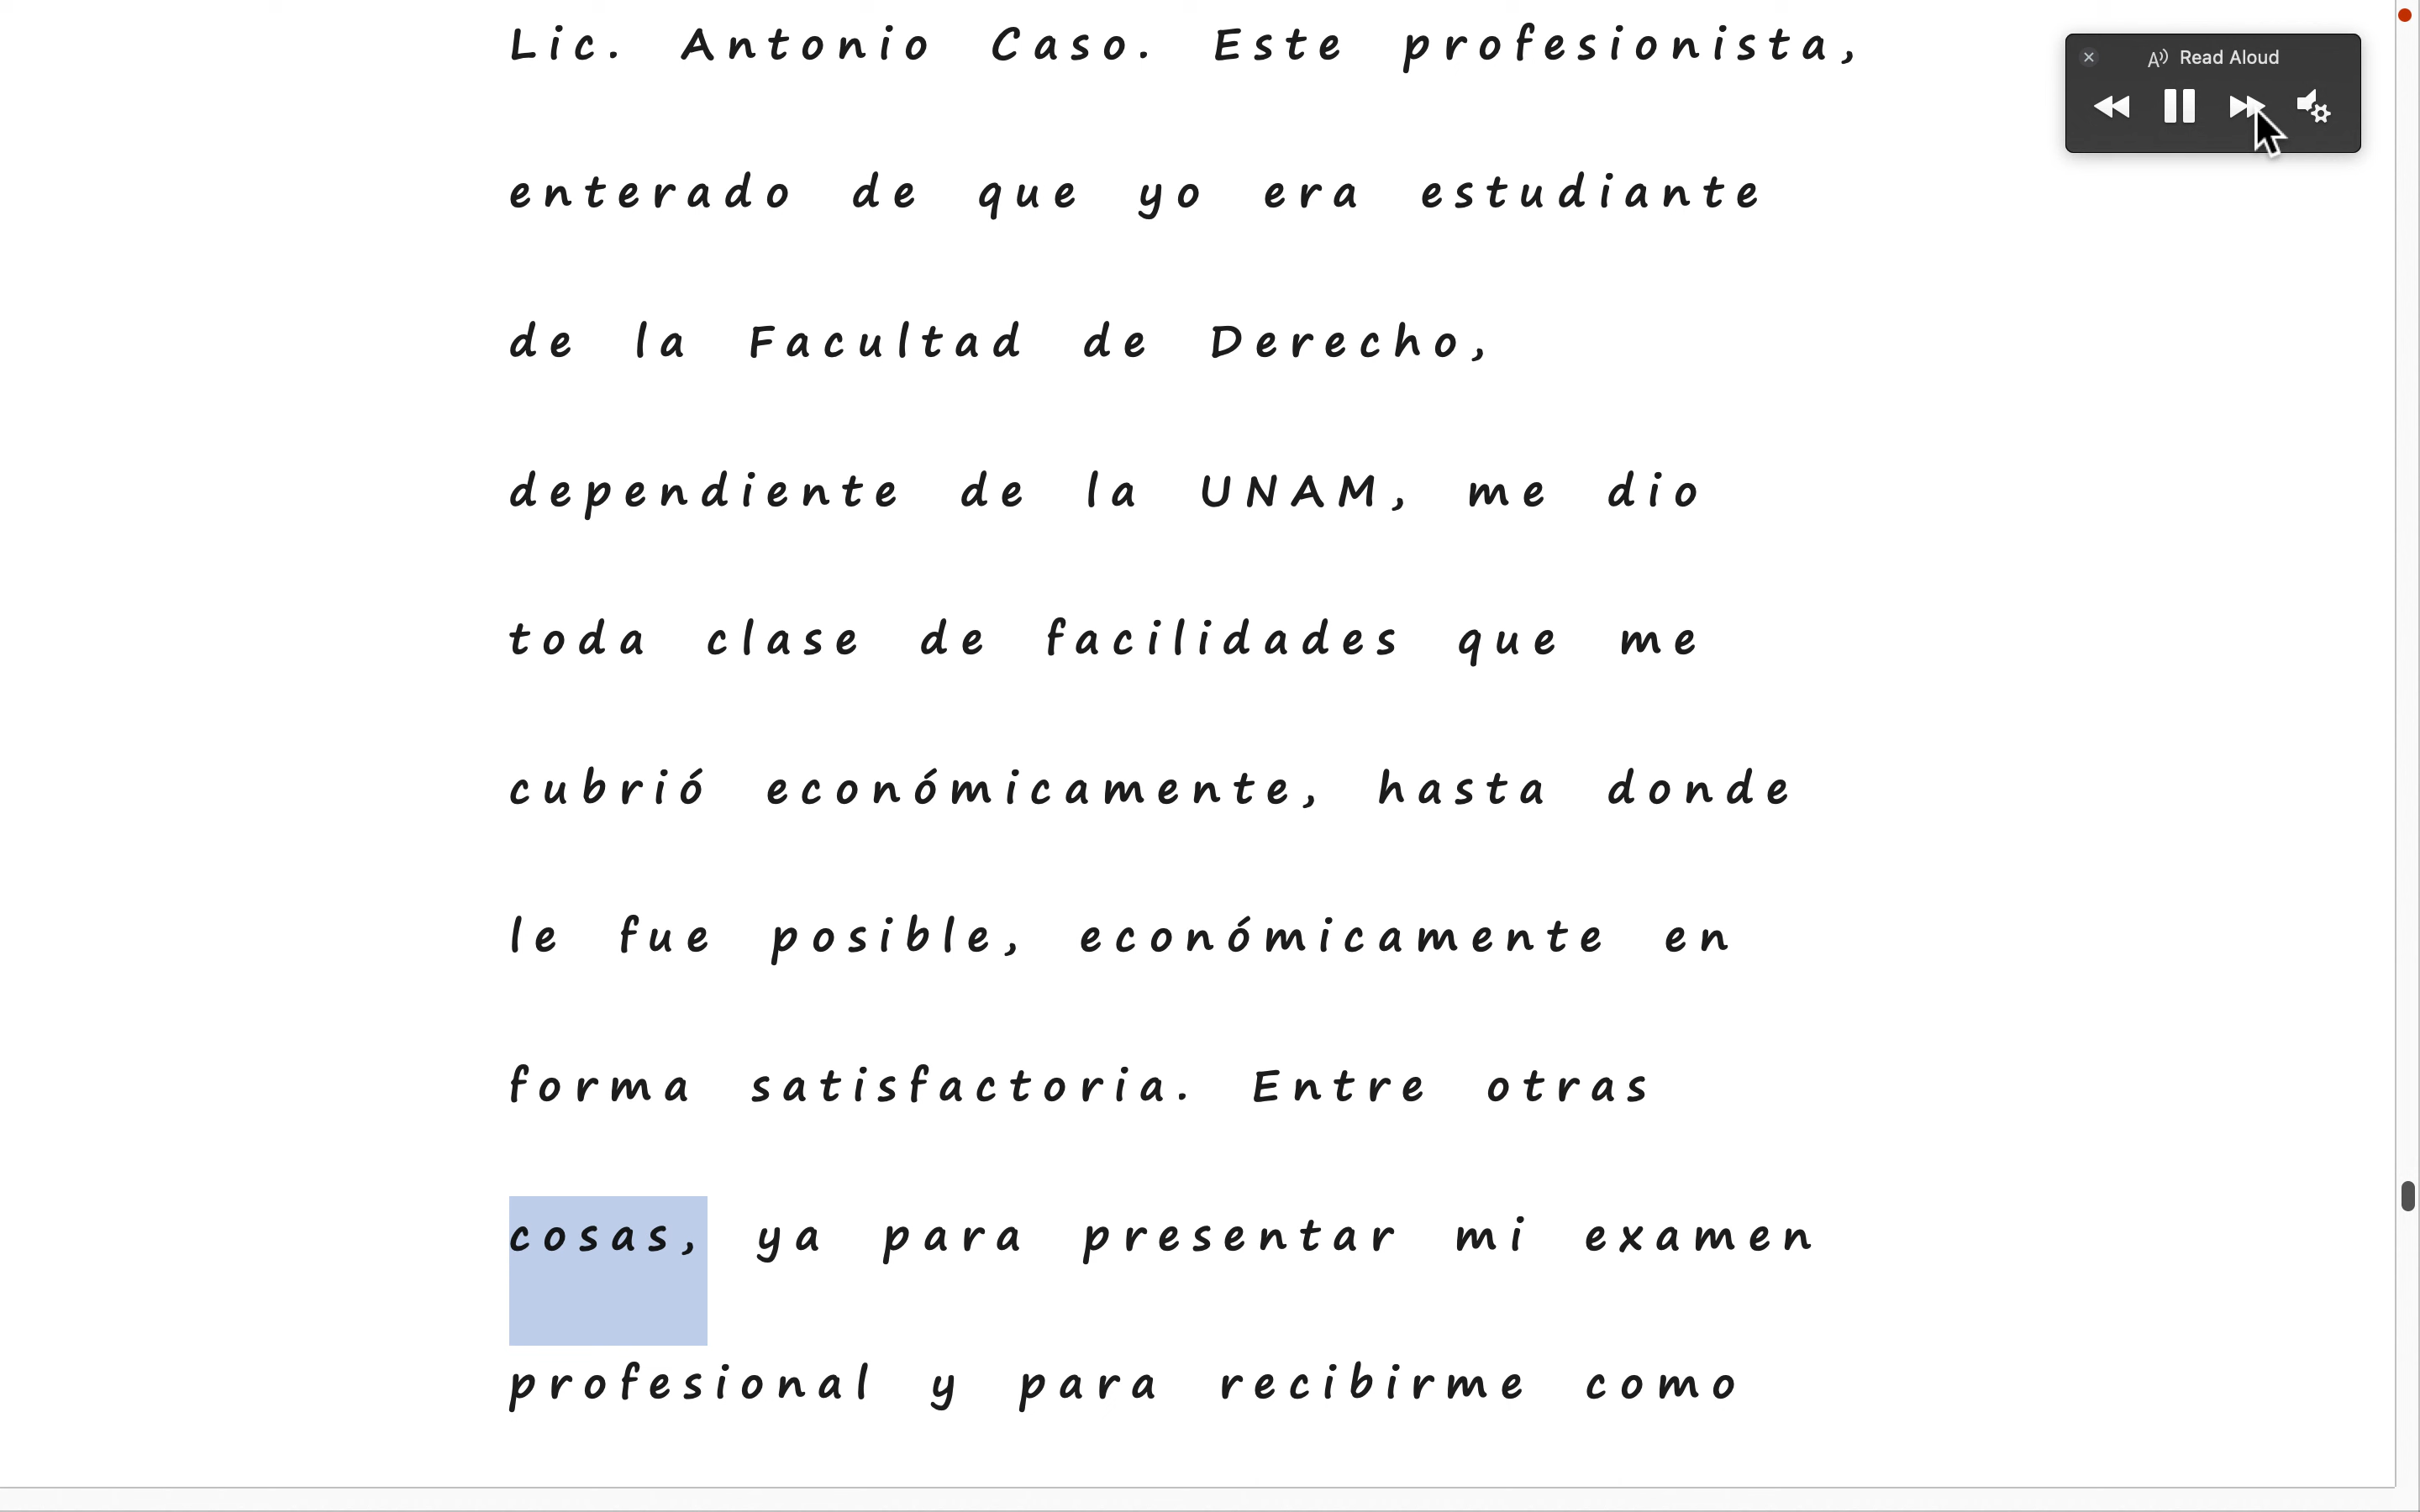 Lic. Antonio Caso. Este profesionista,
Read Aloud
enterado de que yo era estudiante
de la Facultad de Derecho,
dependiente de la UNAM, me dio
toda clase de facilidades que me
cubrió económicamente, hasta donde
le fue posible, económicamente en
forma satisfactoria. Entre otras
cosas, ya para presentar mi examen
profesional y para recibirme como